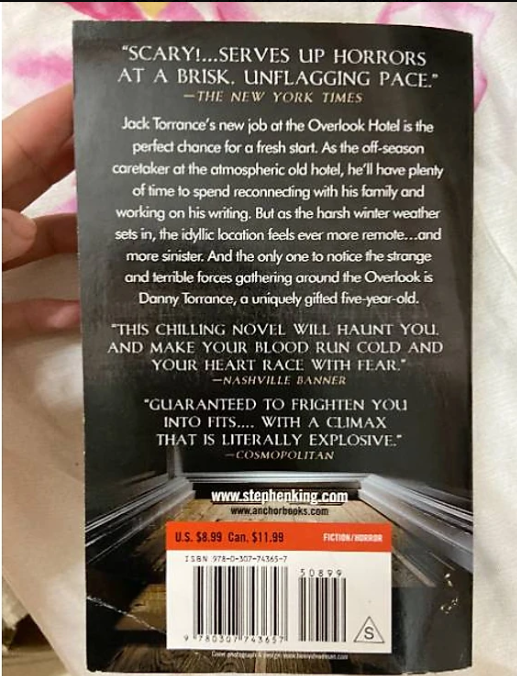 "SCARY!...SERVES UP HORRORS
AT A BRISK, UNFLAGGING PACE."
—THE NEW YORK TIMES
Jack Torrance's new job at the Overlook Hotel is the
perfect chance for a fresh start. As the off-season
caretaker at the atmospheric old hotel, he'll have plenty
of time to spend reconnecting with his family and
working on his writing. But as the harsh winter weather
sets in, the idyllic location feels ever more remote...and
more sinister. And the only one to notice the strange
and terrible forces gathering around the Overlook is
Danny Torrance, a uniquely gifted five-year-old.
"THIS CHILLING NOVEL WILL HAUNT YOU,
AND MAKE YOUR BLOOD RUN COLD AND
YOUR HEART RACE WITH FEAR."
—NASHVILLE BANNER
"GUARANTEED TO FRIGHTEN YOU
INTO FITS.... WITH A CLIMAX
THAT IS LITERALLY EXPLOSIVE."
—COSMOPOLITAN
www.stephenking.com
www.anchorbooks.com
U.S. $8.99 Can. $11.99 FICTION/HORROR
ISBN 978-0-307-74365-7
50899
9 780307 743657
S
Cover photograph & design: